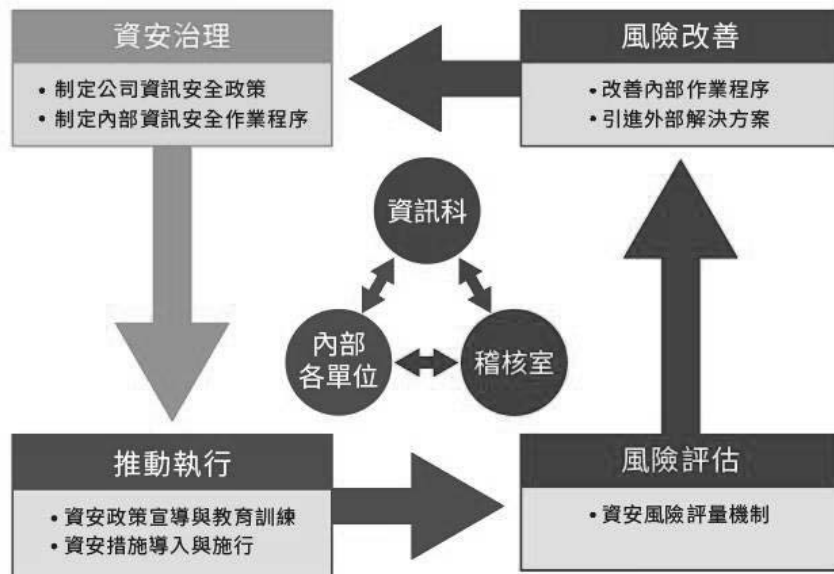 資安治理
• 制定公司資訊安全政策
• 制定內部資訊安全作業程序
風險改善
• 改善內部作業程序
• 引進外部解決方案
資訊科
內部
各單位
稽核室
推動執行
• 資安政策宣導與教育訓練
• 資安措施導入與施行
風險評估
• 資安風險評量機制